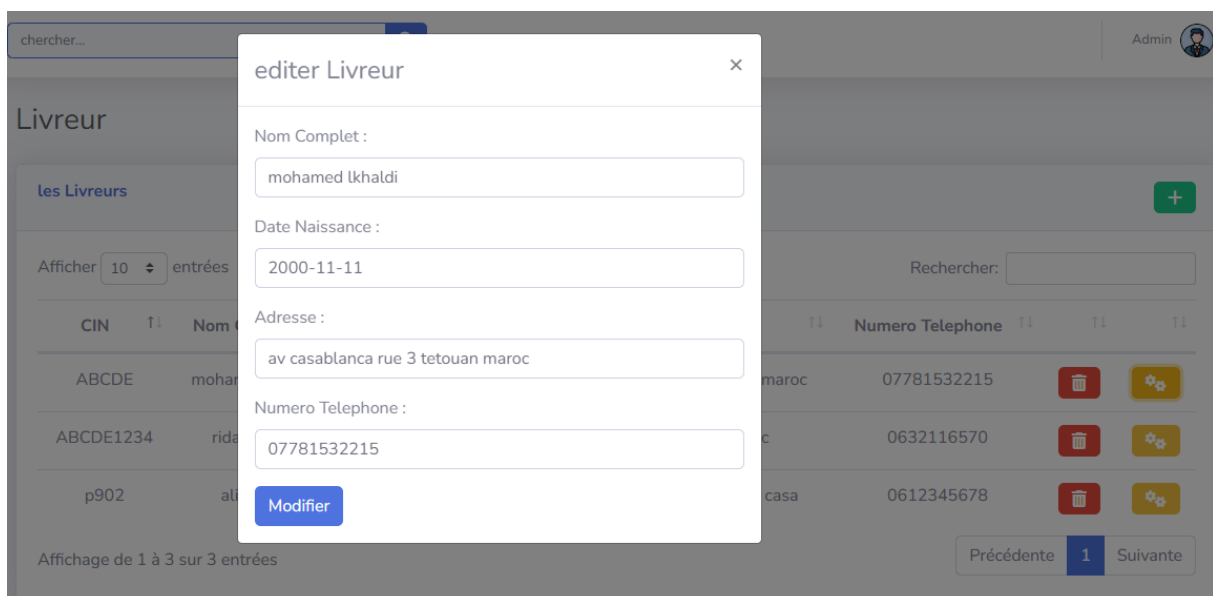 chercher...
Admin
editer Livreur
×
Livreur
Nom Complet :
mohamed lkhaldi
les Livreurs
+
Date Naissance :
2000-11-11
Afficher 10 entrées
Rechercher:
Adresse :
av casablanca rue 3 tetouan maroc
CIN Nom Numero Telephone
ABCDE maroc 07781532215
Numero Telephone :
07781532215
ABCDE1234 0632116570
p902 casa 0612345678
Modifier
Affichage de 1 à 3 sur 3 entrées
Précédente 1 Suivante